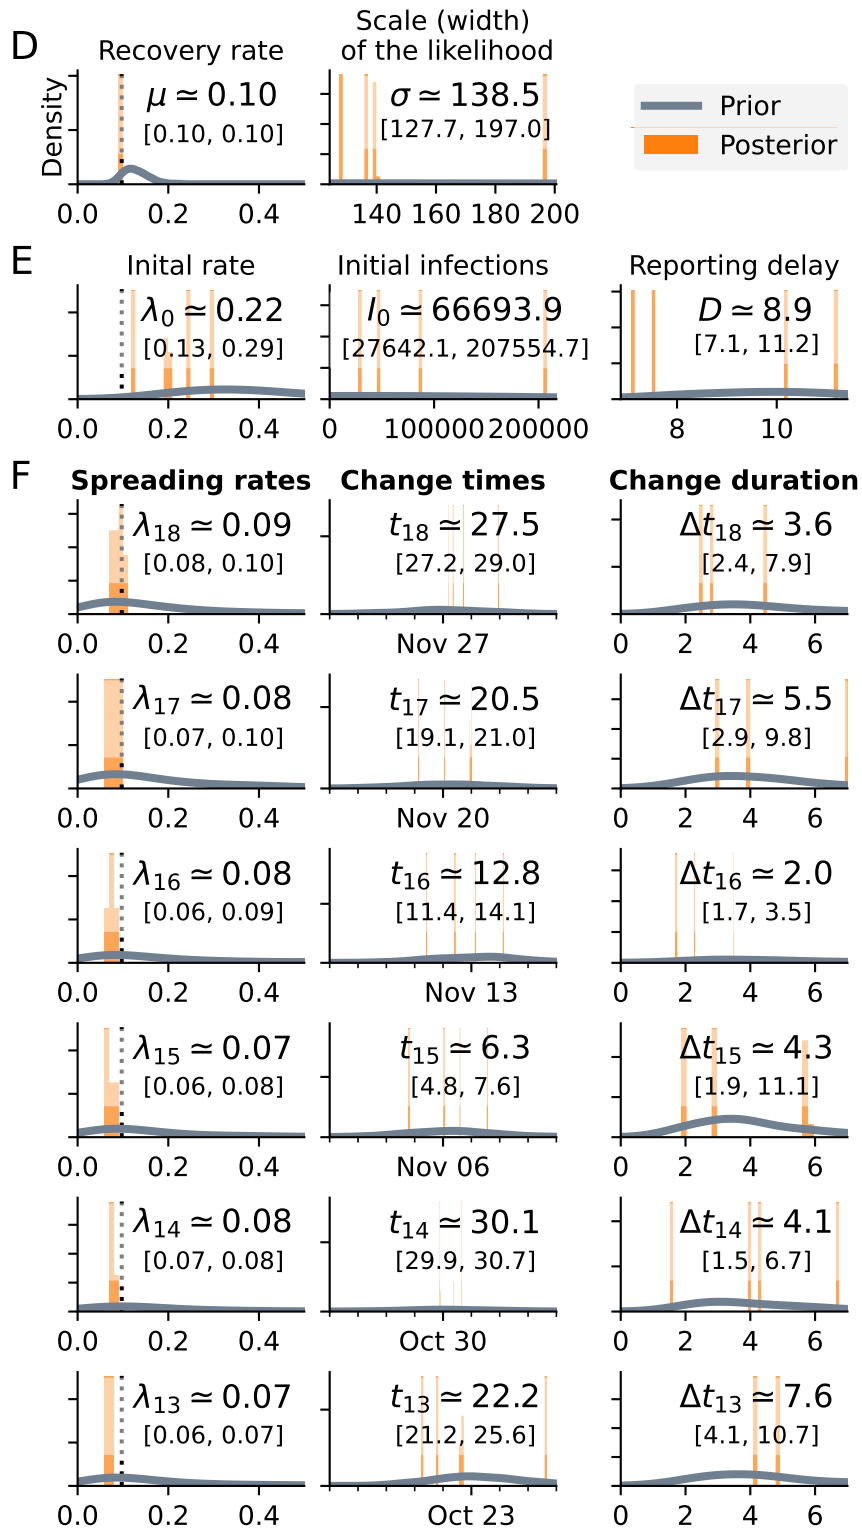 D
Recovery rate
Scale (width)
of the likelihood
Density
μ ≃ 0.10
[0.10, 0.10]
σ ≃ 138.5
[127.7, 197.0]
Prior
Posterior
0.0 0.2 0.4
140 160 180 200
E
Inital rate
Initial infections
Reporting delay
λ0 ≃ 0.22
[0.13, 0.29]
I0 ≃ 66693.9
[27642.1, 207554.7]
D ≃ 8.9
[7.1, 11.2]
0.0 0.2 0.4
0 100000 200000
8 10
F
Spreading rates
Change times
Change duration
λ18 ≃ 0.09
[0.08, 0.10]
t18 ≃ 27.5
[27.2, 29.0]
Δt18 ≃ 3.6
[2.4, 7.9]
0.0 0.2 0.4
Nov 27
0 2 4 6
λ17 ≃ 0.08
[0.07, 0.10]
t17 ≃ 20.5
[19.1, 21.0]
Δt17 ≃ 5.5
[2.9, 9.8]
0.0 0.2 0.4
Nov 20
0 2 4 6
λ16 ≃ 0.08
[0.06, 0.09]
t16 ≃ 12.8
[11.4, 14.1]
Δt16 ≃ 2.0
[1.7, 3.5]
0.0 0.2 0.4
Nov 13
0 2 4 6
λ15 ≃ 0.07
[0.06, 0.08]
t15 ≃ 6.3
[4.8, 7.6]
Δt15 ≃ 4.3
[1.9, 11.1]
0.0 0.2 0.4
Nov 06
0 2 4 6
λ14 ≃ 0.08
[0.07, 0.08]
t14 ≃ 30.1
[29.9, 30.7]
Δt14 ≃ 4.1
[1.5, 6.7]
0.0 0.2 0.4
Oct 30
0 2 4 6
λ13 ≃ 0.07
[0.06, 0.07]
t13 ≃ 22.2
[21.2, 25.6]
Δt13 ≃ 7.6
[4.1, 10.7]
0.0 0.2 0.4
Oct 23
0 2 4 6